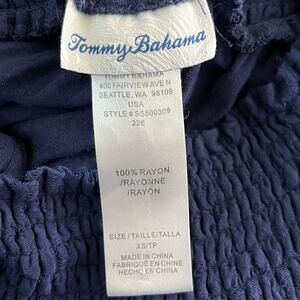 Tommy Bahama
TOMMY BAHAMA
400 FAIRVIEW AVE N
SEATTLE, WA 98109
USA
STYLE # SS500309
226
100% RAYON
/RAYONNE
/RAYÓN
SIZE/TAILLE/TALLA
XS/TP
MADE IN CHINA
FABRIQUÉ EN CHINE
HECHO EN CHINA